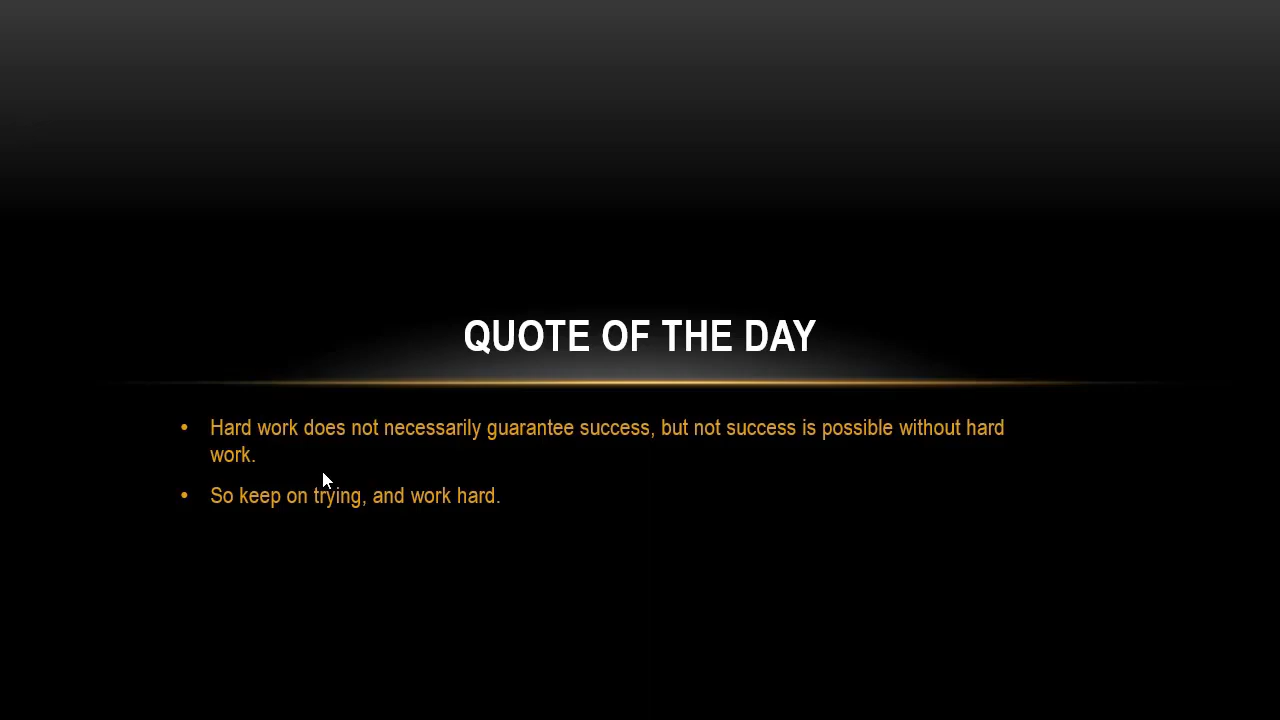 QUOTE OF THE DAY
• Hard work does not necessarily guarantee success, but not success is possible without hard
work.
• So keep on trying, and work hard.